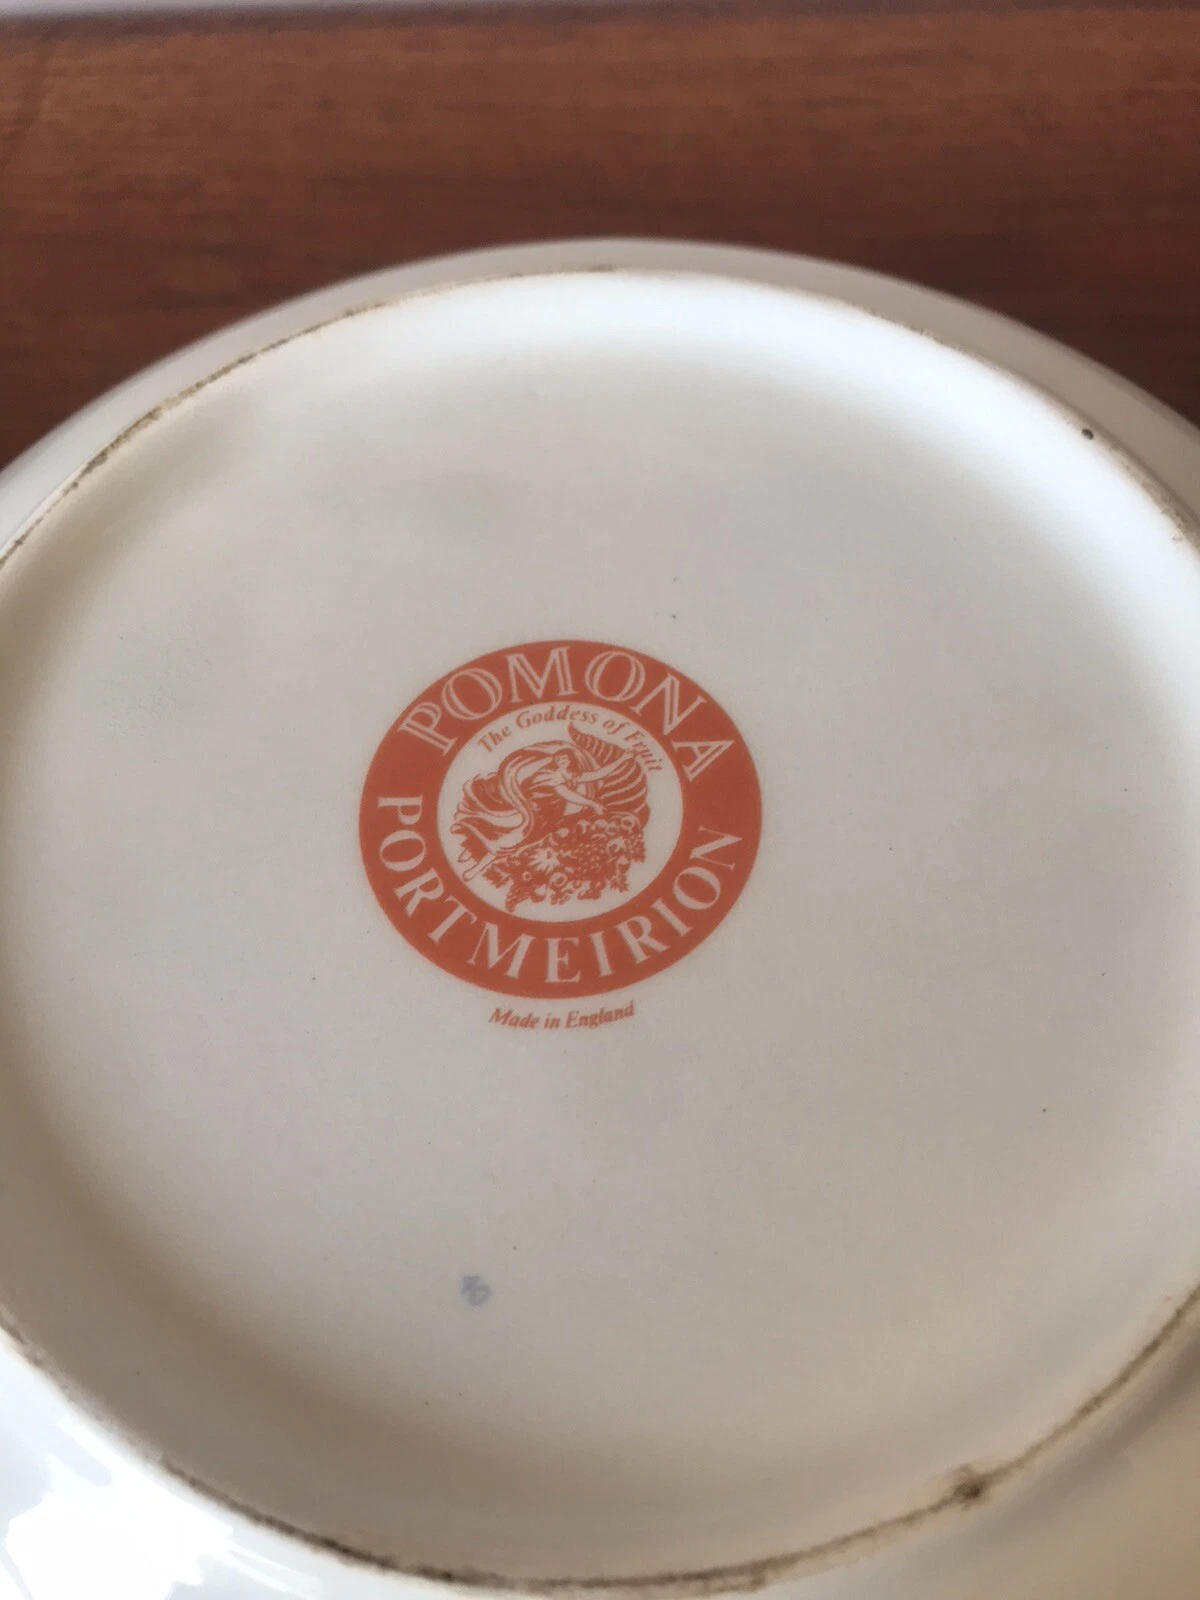 POMONA
The Goddess of Fruit
PORTMEIRION
Made in England